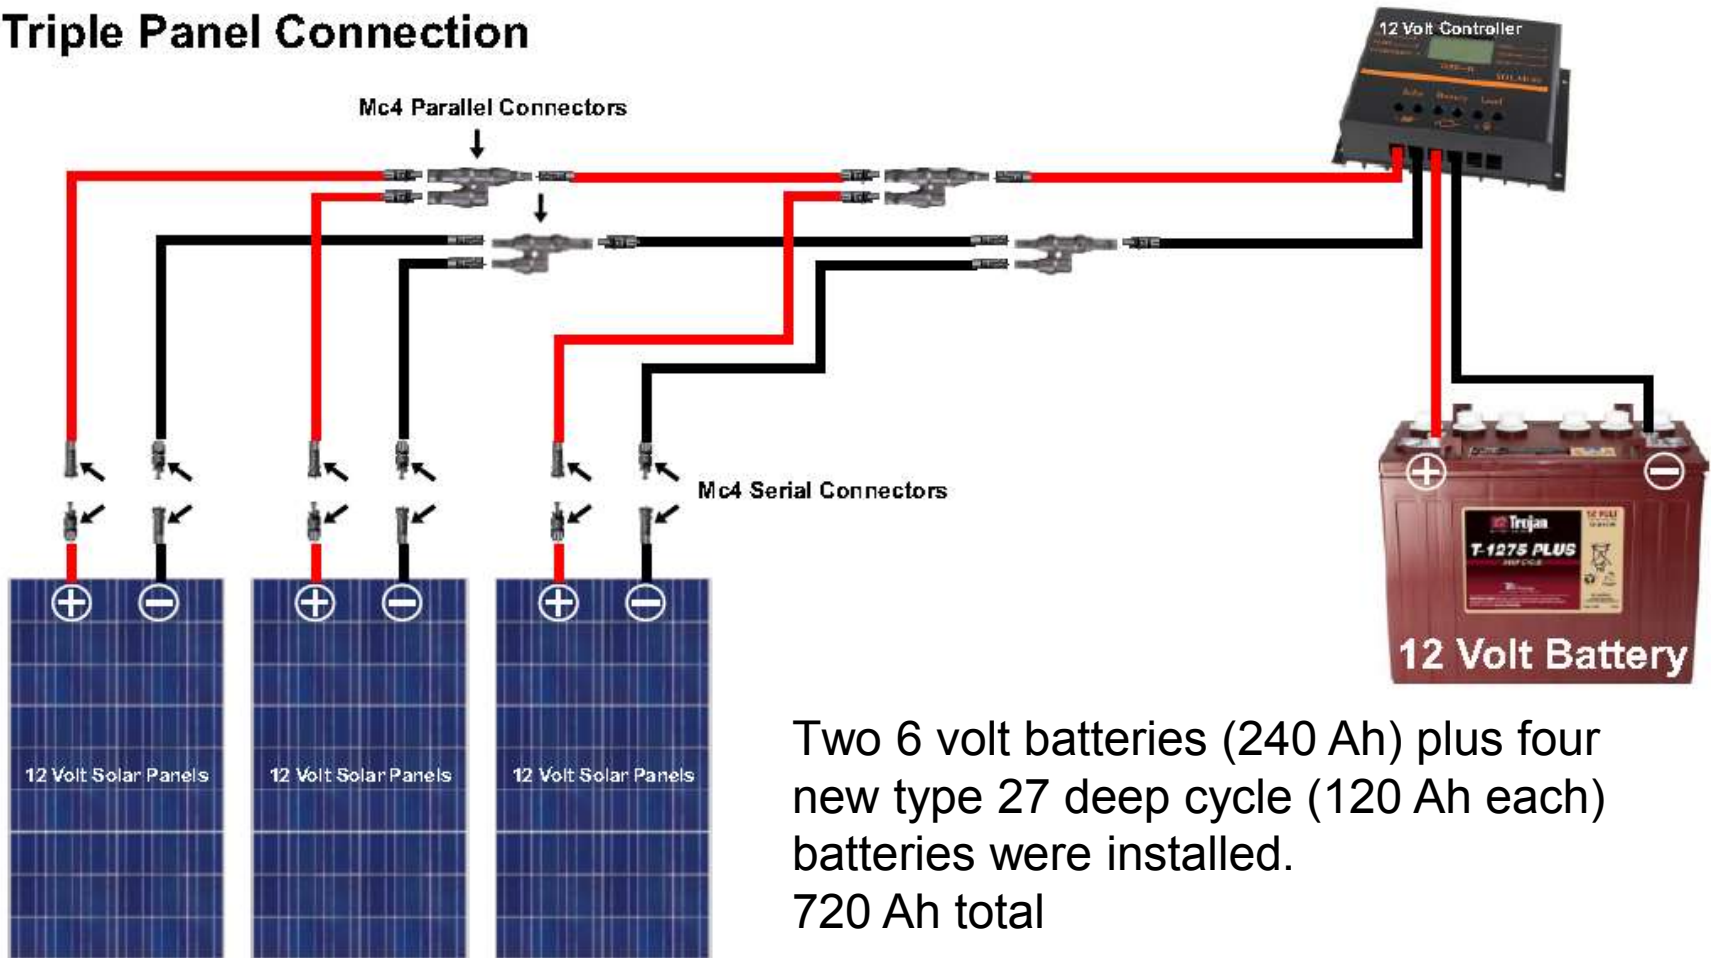 Triple Panel Connection
12 Volt Controller
Mc4 Parallel Connectors
Mc4 Serial Connectors
Trojan
T-1275 PLUS
12 Volt Battery
12 Volt Solar Panels
12 Volt Solar Panels
12 Volt Solar Panels
Two 6 volt batteries (240 Ah) plus four
new type 27 deep cycle (120 Ah each)
batteries were installed.
720 Ah total